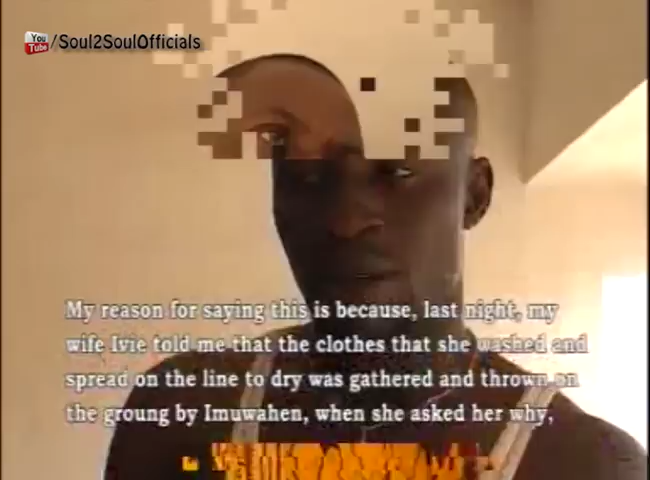 You Tube /Soul2SoulOfficials
My reason for saying this is because, last night, my
wife Ivie told me that the clothes that she washed and
spread on the line to dry was gathered and thrown on
the groung by Imuwahen, when she asked her why,